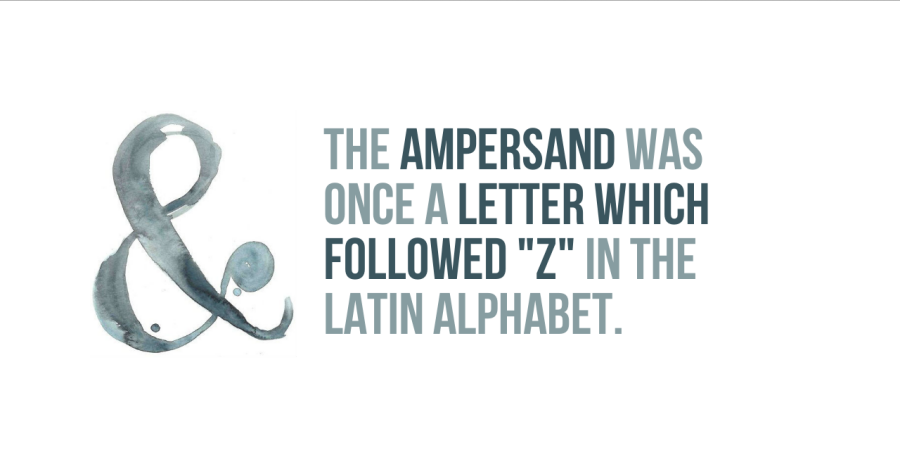 &
THE AMPERSAND WAS
ONCE A LETTER WHICH
FOLLOWED "Z" IN THE
LATIN ALPHABET.